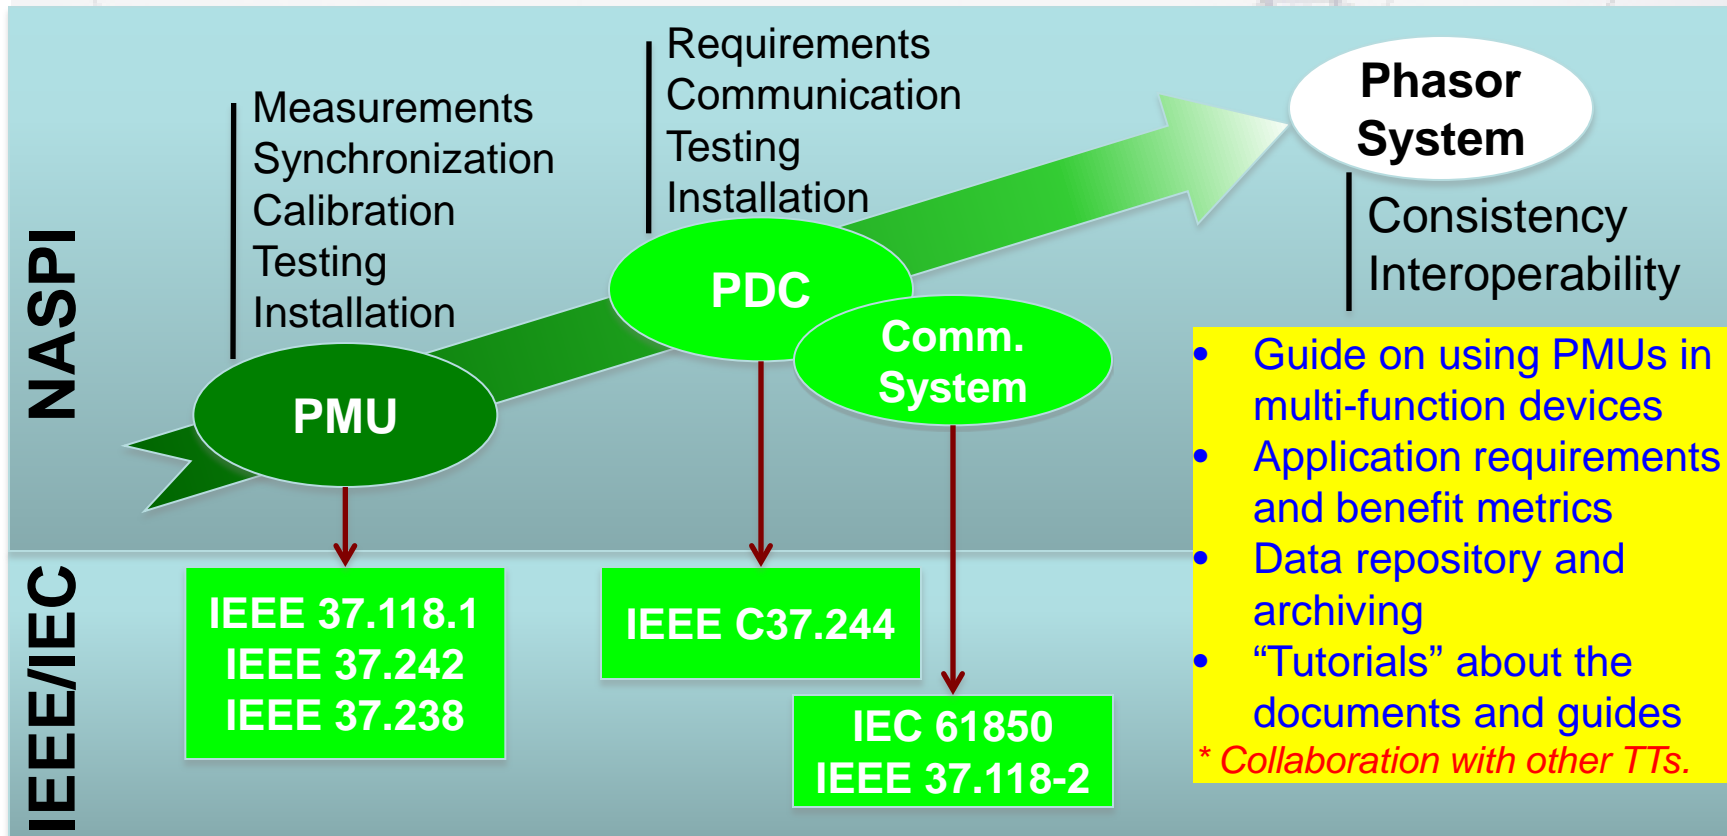 NASPI
Measurements
Synchronization
Calibration
Testing
Installation
PMU
Requirements
Communication
Testing
Installation
PDC
Comm.
System
Phasor
System
Consistency
Interoperability
• Guide on using PMUs in
multi-function devices
• Application requirements
and benefit metrics
• Data repository and
archiving
• “Tutorials” about the
documents and guides
* Collaboration with other TTs.
IEEE/IEC
IEEE 37.118.1
IEEE 37.242
IEEE 37.238
IEEE C37.244
IEC 61850
IEEE 37.118-2